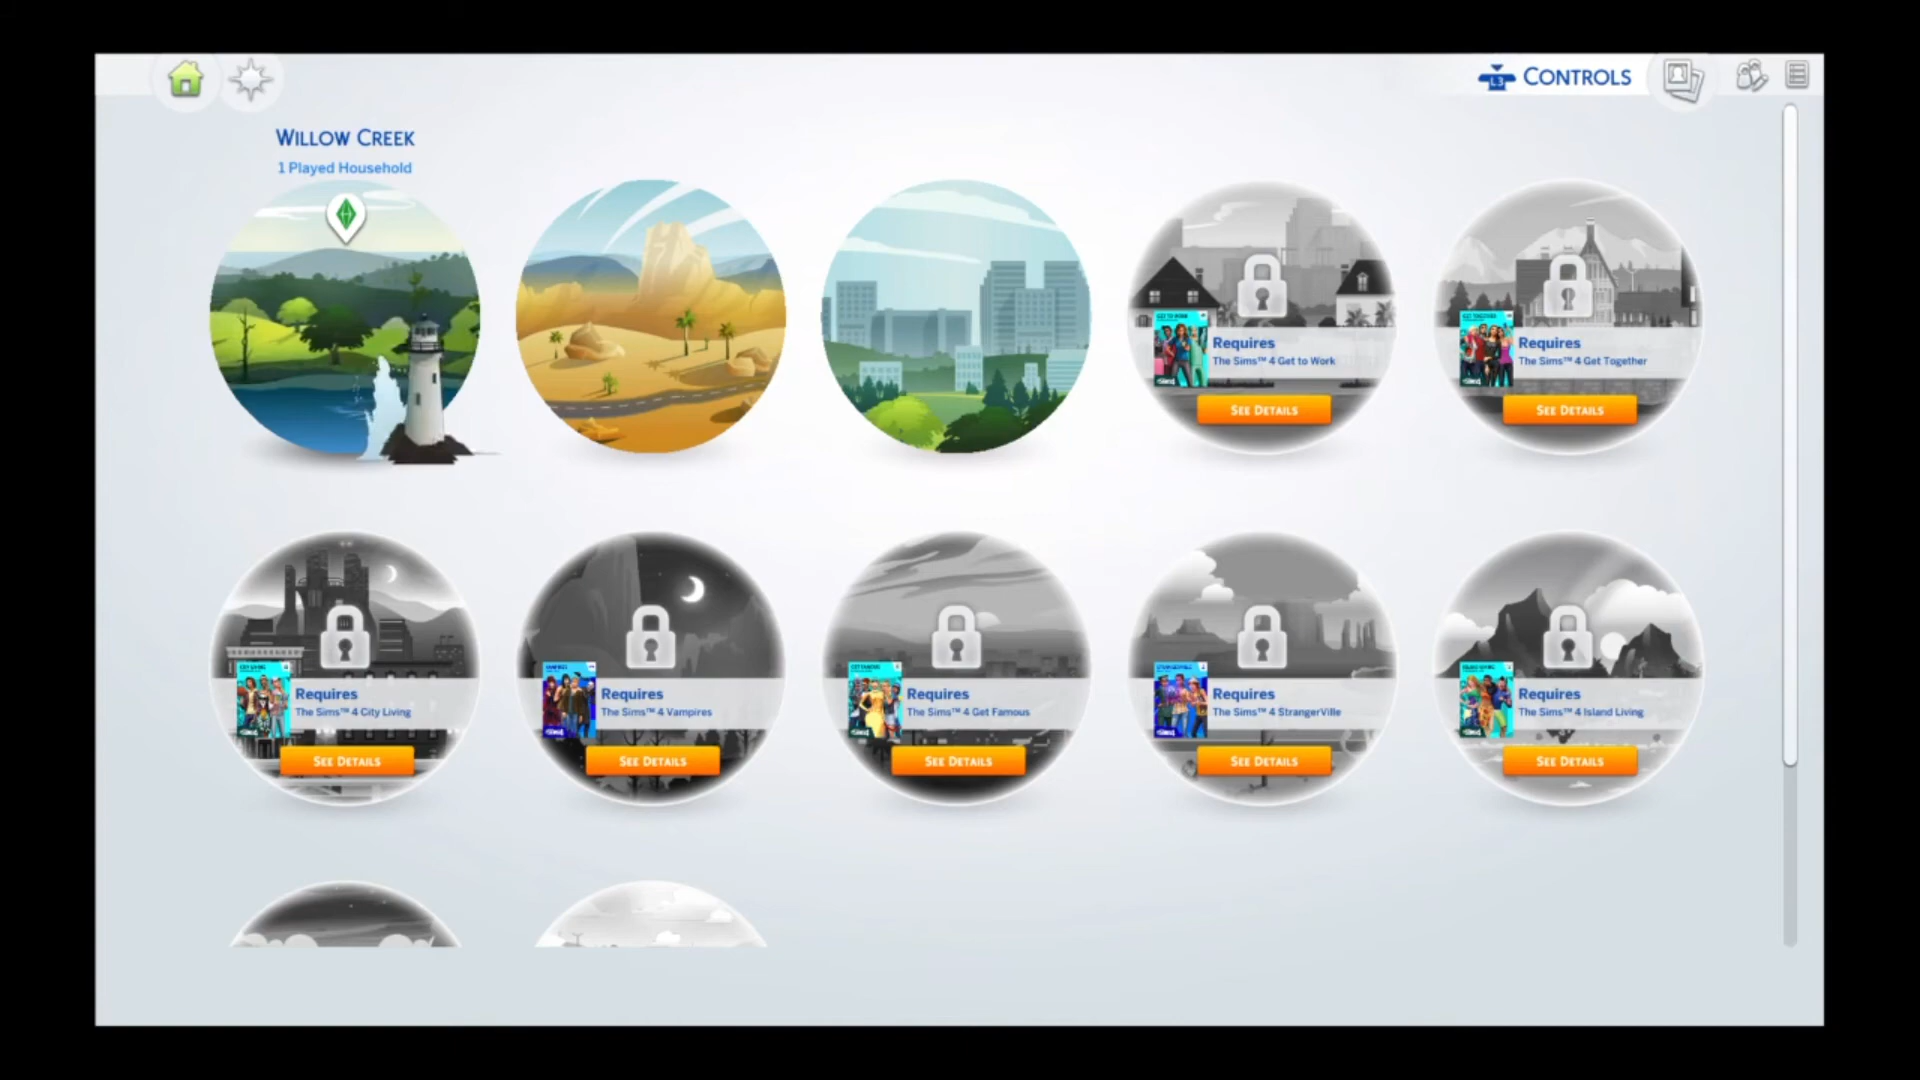 L3 CONTROLS
WILLOW CREEK
1 Played Household
Requires
The Sims™ 4 Get to Work
SEE DETAILS
Requires
The Sims™ 4 Get Together
SEE DETAILS
Requires
The Sims™ 4 City Living
SEE DETAILS
Requires
The Sims™ 4 Vampires
SEE DETAILS
Requires
The Sims™ 4 Get Famous
SEE DETAILS
Requires
The Sims™ 4 StrangerVille
SEE DETAILS
Requires
The Sims™ 4 Island Living
SEE DETAILS